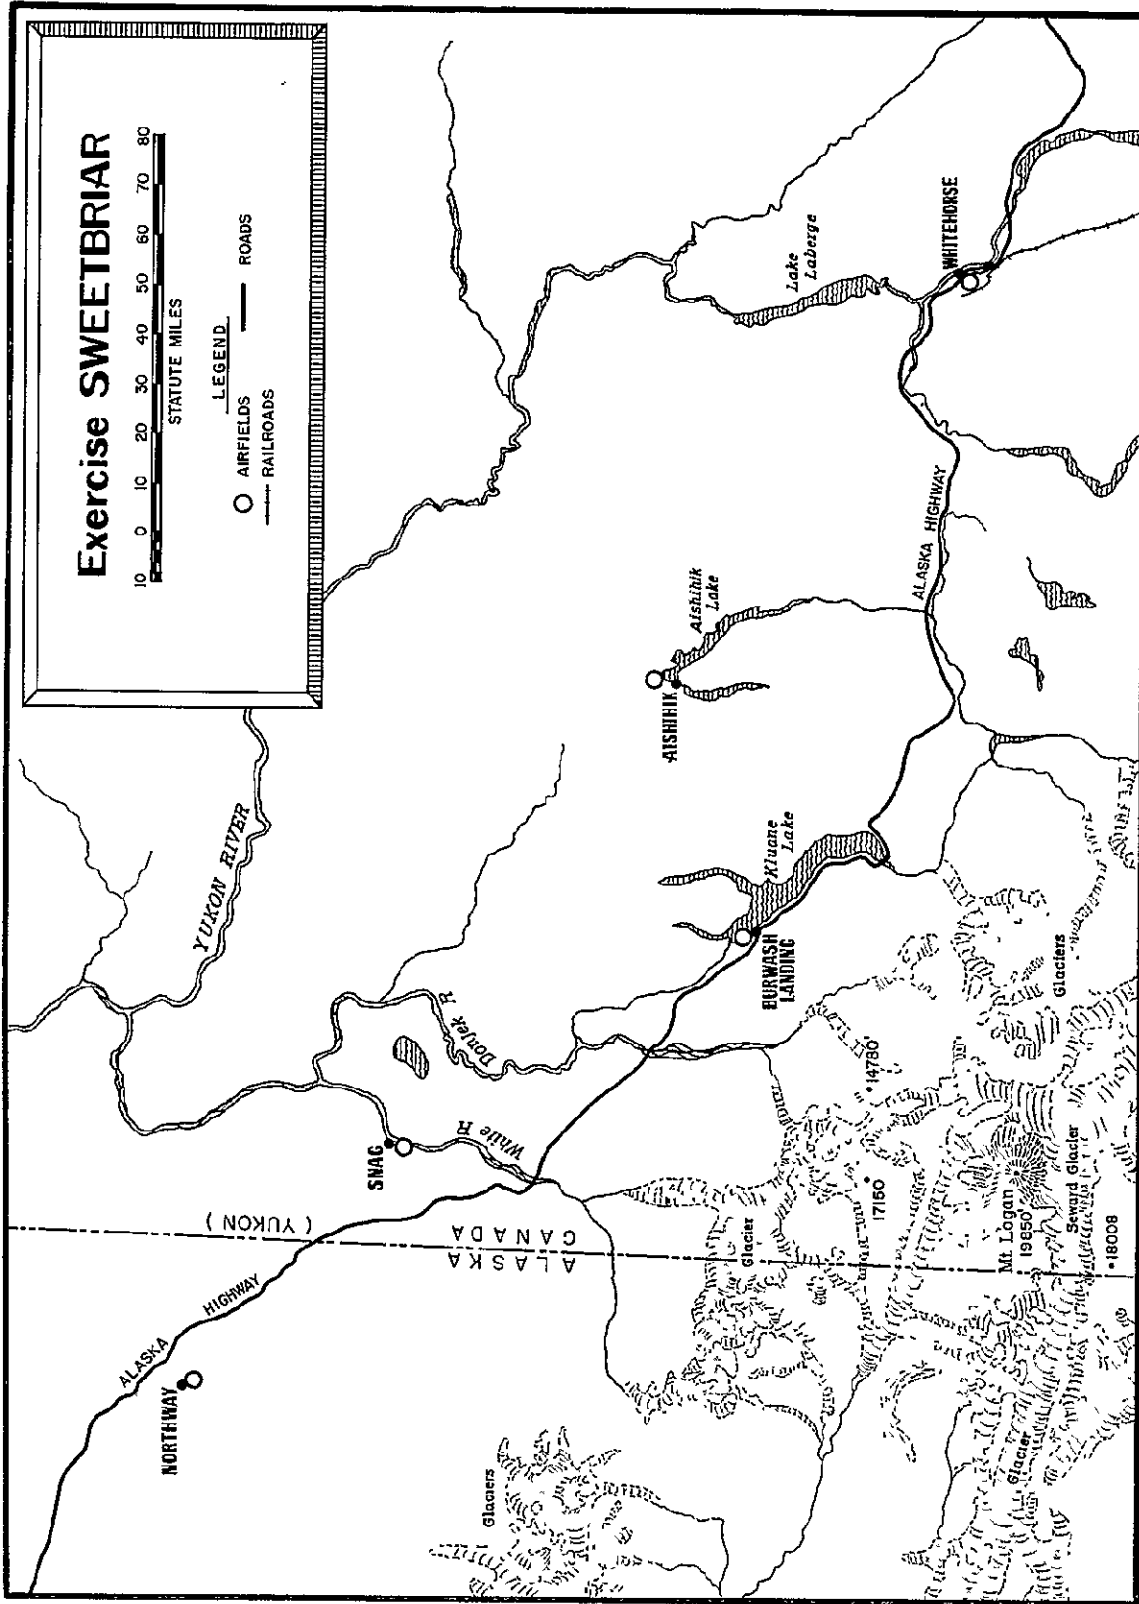 Exercise SWEETBRIAR
10 0 10 20 30 40 50 60 70 80
STATUTE MILES
LEGEND
AIRFIELDS
ROADS
RAILROADS
YUKON RIVER
NORTHWAY
ALASKA HIGHWAY
(YUKON)
CANADA
ALASKA
SNAG
White R
Donjek R
AISHIHIK
Aishihik
Lake
Lake
Laberge
WHITEHORSE
ALASKA HIGHWAY
BURWASH
LANDING
Kluane
Lake
Glaciers
Glacier
17150
14780'
Glaciers
Mt Logan
19850'
Seward Glacier
18008
Glacier